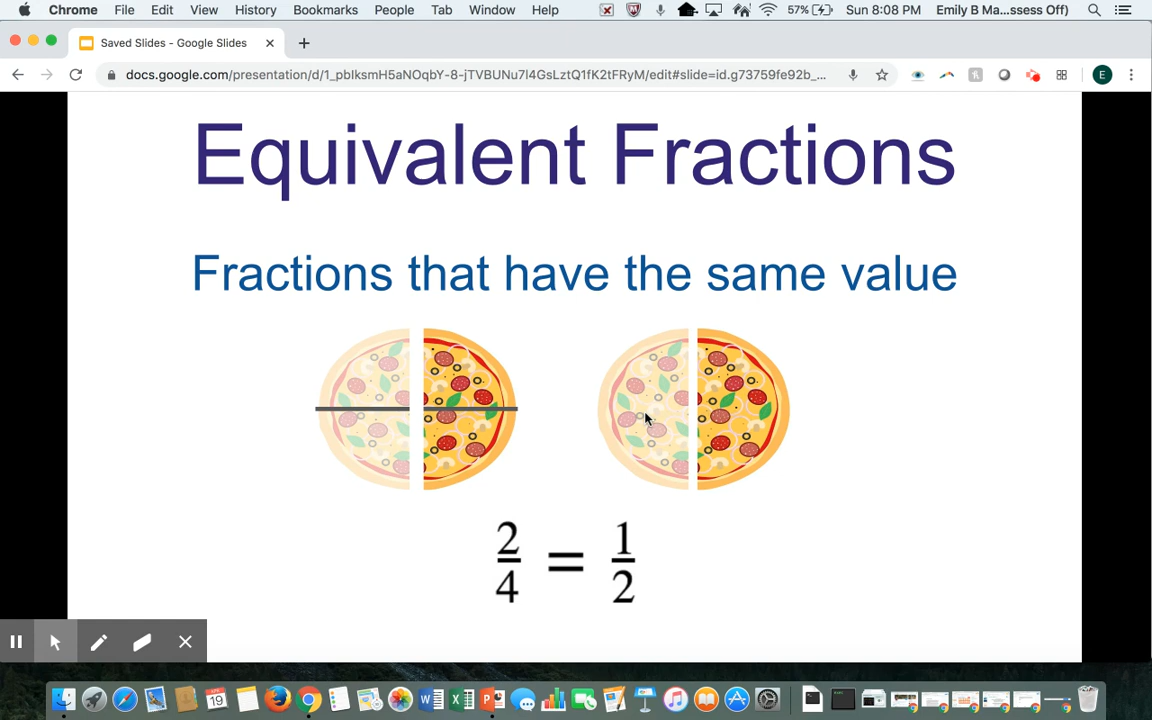 Chrome File Edit View History Bookmarks People Tab Window Help 57% Sun 8:08 PM Emily B Ma...ssess Off)
Saved Slides - Google Slides
docs.google.com/presentation/d/1_pbIksmH5aNOqbY-8-jTVBUNu7l4GsLztQ1fK2tFRyM/edit#slide=id.g73759fe92b_... E
Equivalent Fractions
Fractions that have the same value
2/4 = 1/2
APR
19